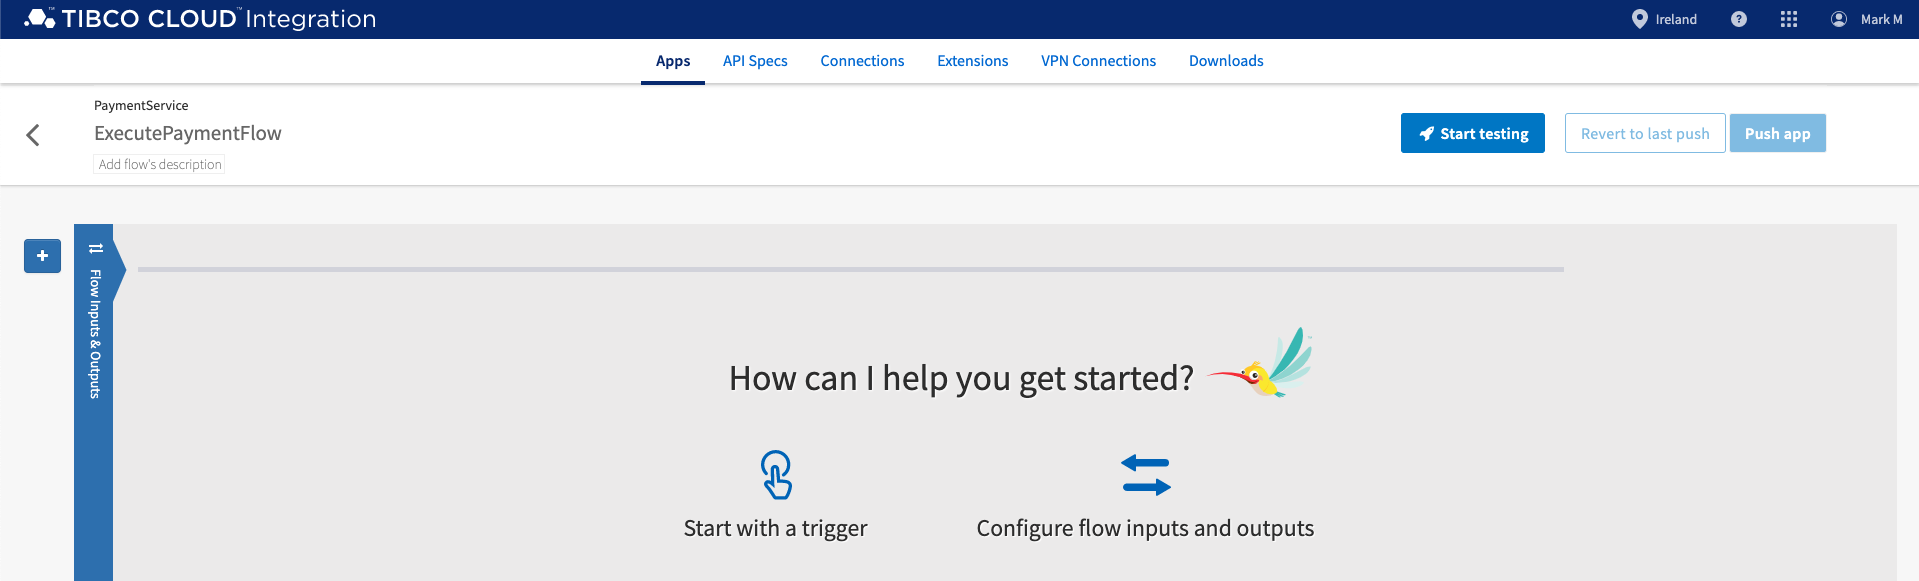 TIBCO CLOUD™ Integration
Ireland
?
Mark M
Apps
API Specs
Connections
Extensions
VPN Connections
Downloads
PaymentService
ExecutePaymentFlow
Add flow's description
Start testing
Revert to last push
Push app
+
Flow Inputs & Outputs
How can I help you get started?
Start with a trigger
Configure flow inputs and outputs